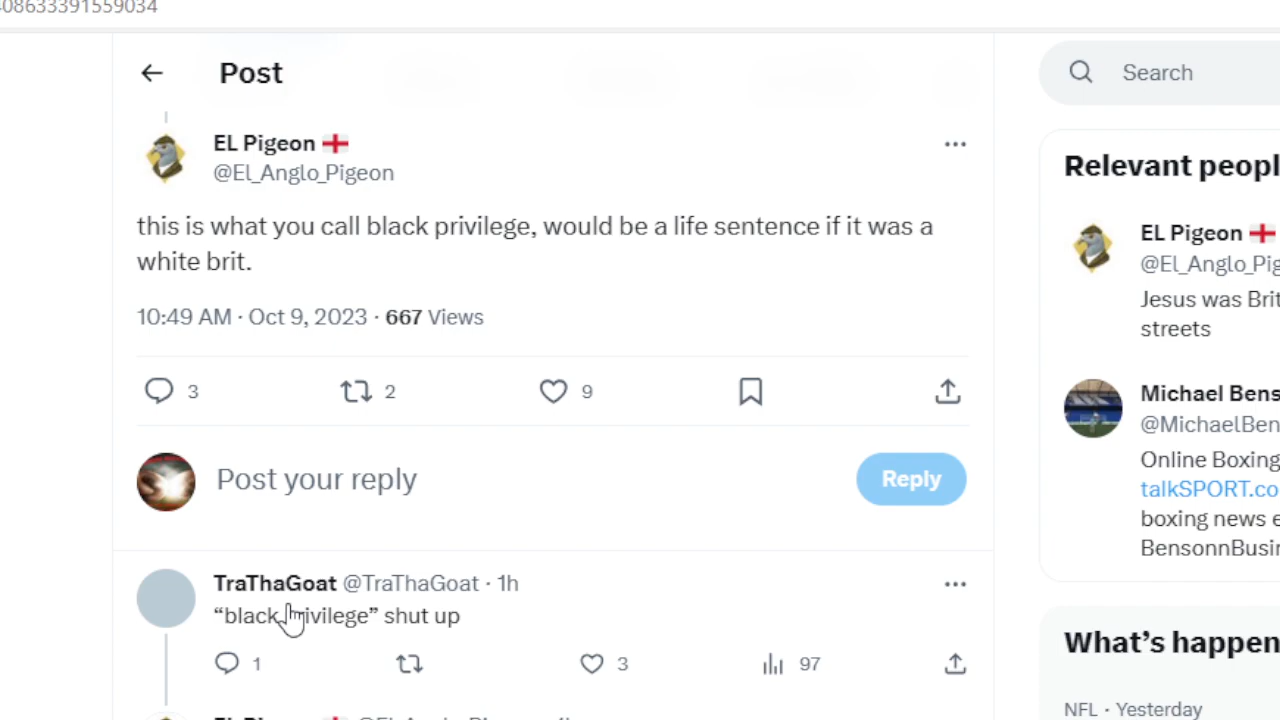 408633391559034
Post
Search
EL Pigeon
@El_Anglo_Pigeon
this is what you call black privilege, would be a life sentence if it was a
white brit.
10:49 AM · Oct 9, 2023 · 667 Views
3
2
9
Post your reply
Reply
TraThaGoat @TraThaGoat · 1h
“black privilege” shut up
1
3
97
Relevant peopl
EL Pigeon
@El_Anglo_Pig
Jesus was Brit
streets
Michael Bens
@MichaelBen
Online Boxing
talkSPORT.co
boxing news e
BensonnBusin
What’s happen
NFL · Yesterday